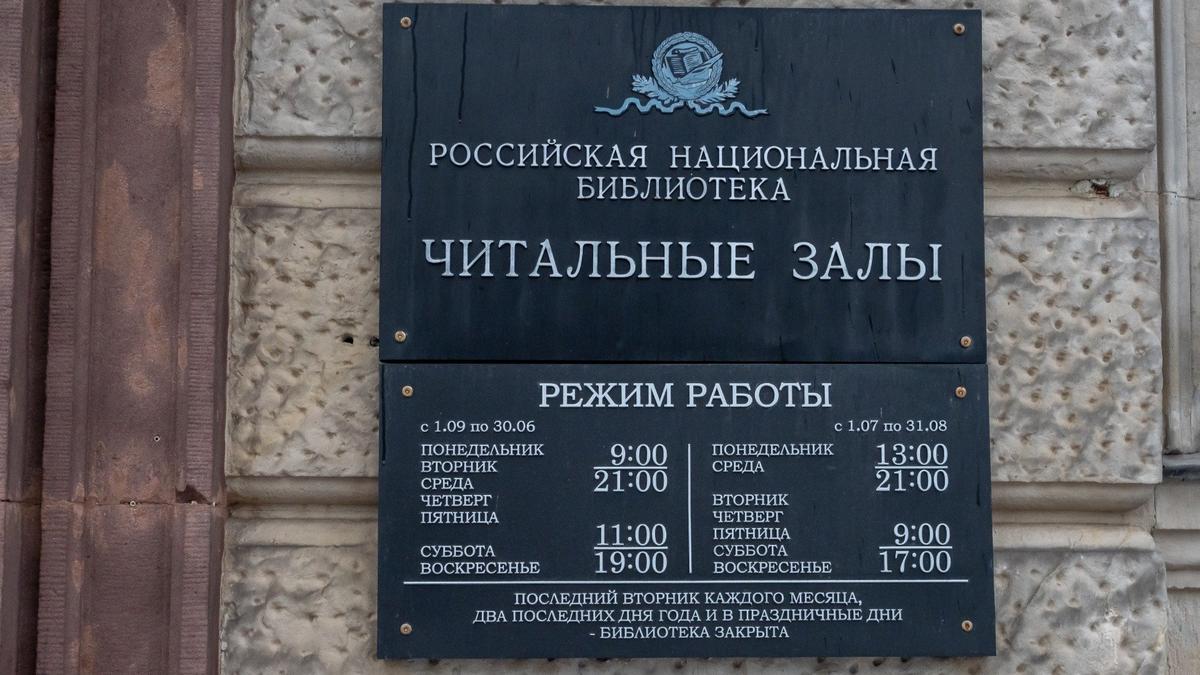 РОССИЙСКАЯ НАЦИОНАЛЬНАЯ
БИБЛИОТЕКА
ЧИТАЛЬНЫЕ ЗАЛЫ
РЕЖИМ РАБОТЫ
с 1.09 по 30.06
ПОНЕДЕЛЬНИК
ВТОРНИК
СРЕДА
ЧЕТВЕРГ
ПЯТНИЦА
9:00
21:00
СУББОТА
ВОСКРЕСЕНЬЕ
11:00
19:00
с 1.07 по 31.08
ПОНЕДЕЛЬНИК
СРЕДА
13:00
21:00
ВТОРНИК
ЧЕТВЕРГ
ПЯТНИЦА
СУББОТА
ВОСКРЕСЕНЬЕ
9:00
17:00
ПОСЛЕДНИЙ ВТОРНИК КАЖДОГО МЕСЯЦА,
ДВА ПОСЛЕДНИХ ДНЯ ГОДА И В ПРАЗДНИЧНЫЕ ДНИ
- БИБЛИОТЕКА ЗАКРЫТА